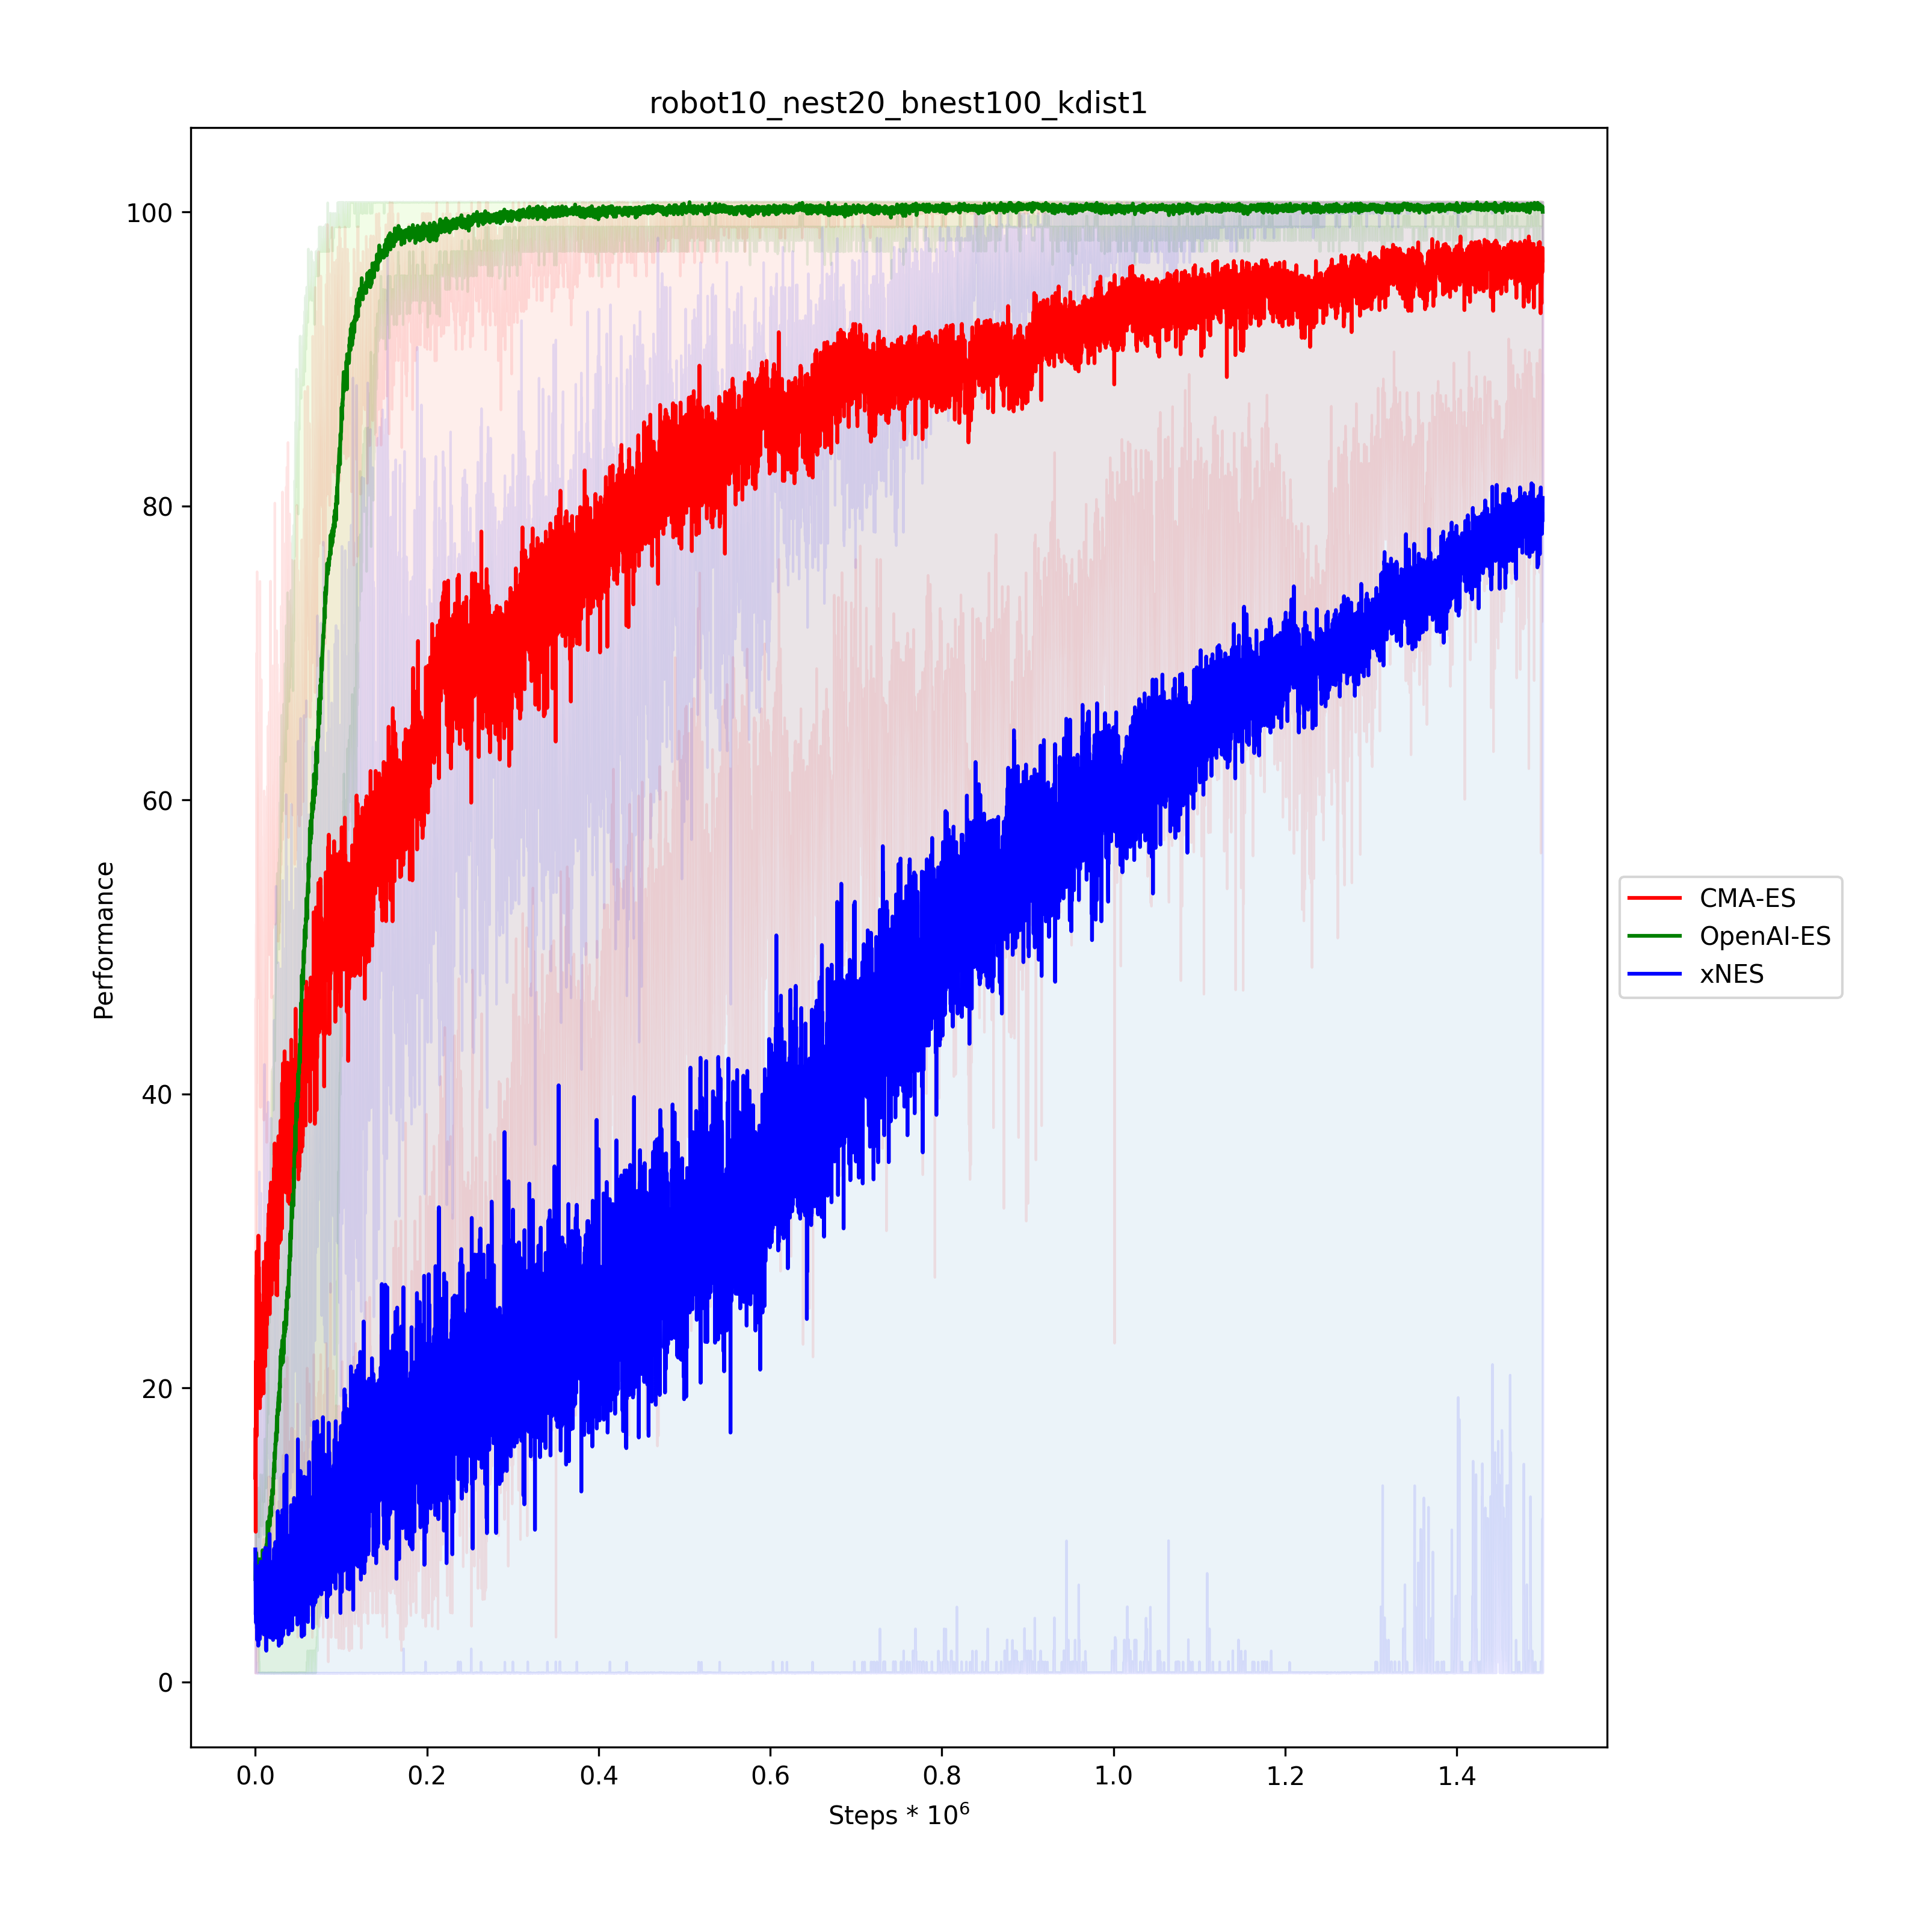 robot10_nest20_bnest100_kdist1
Performance
100
80
60
40
20
0
0.0 0.2 0.4 0.6 0.8 1.0 1.2 1.4
Steps * 10⁶
CMA-ES
OpenAI-ES
xNES